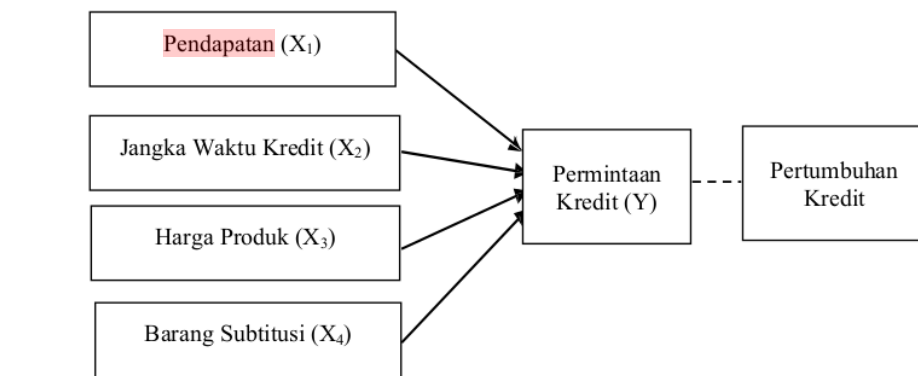 Pendapatan (X₁)
Jangka Waktu Kredit (X₂)
Harga Produk (X₃)
Barang Subtitusi (X₄)
Permintaan
Kredit (Y)
Pertumbuhan
Kredit